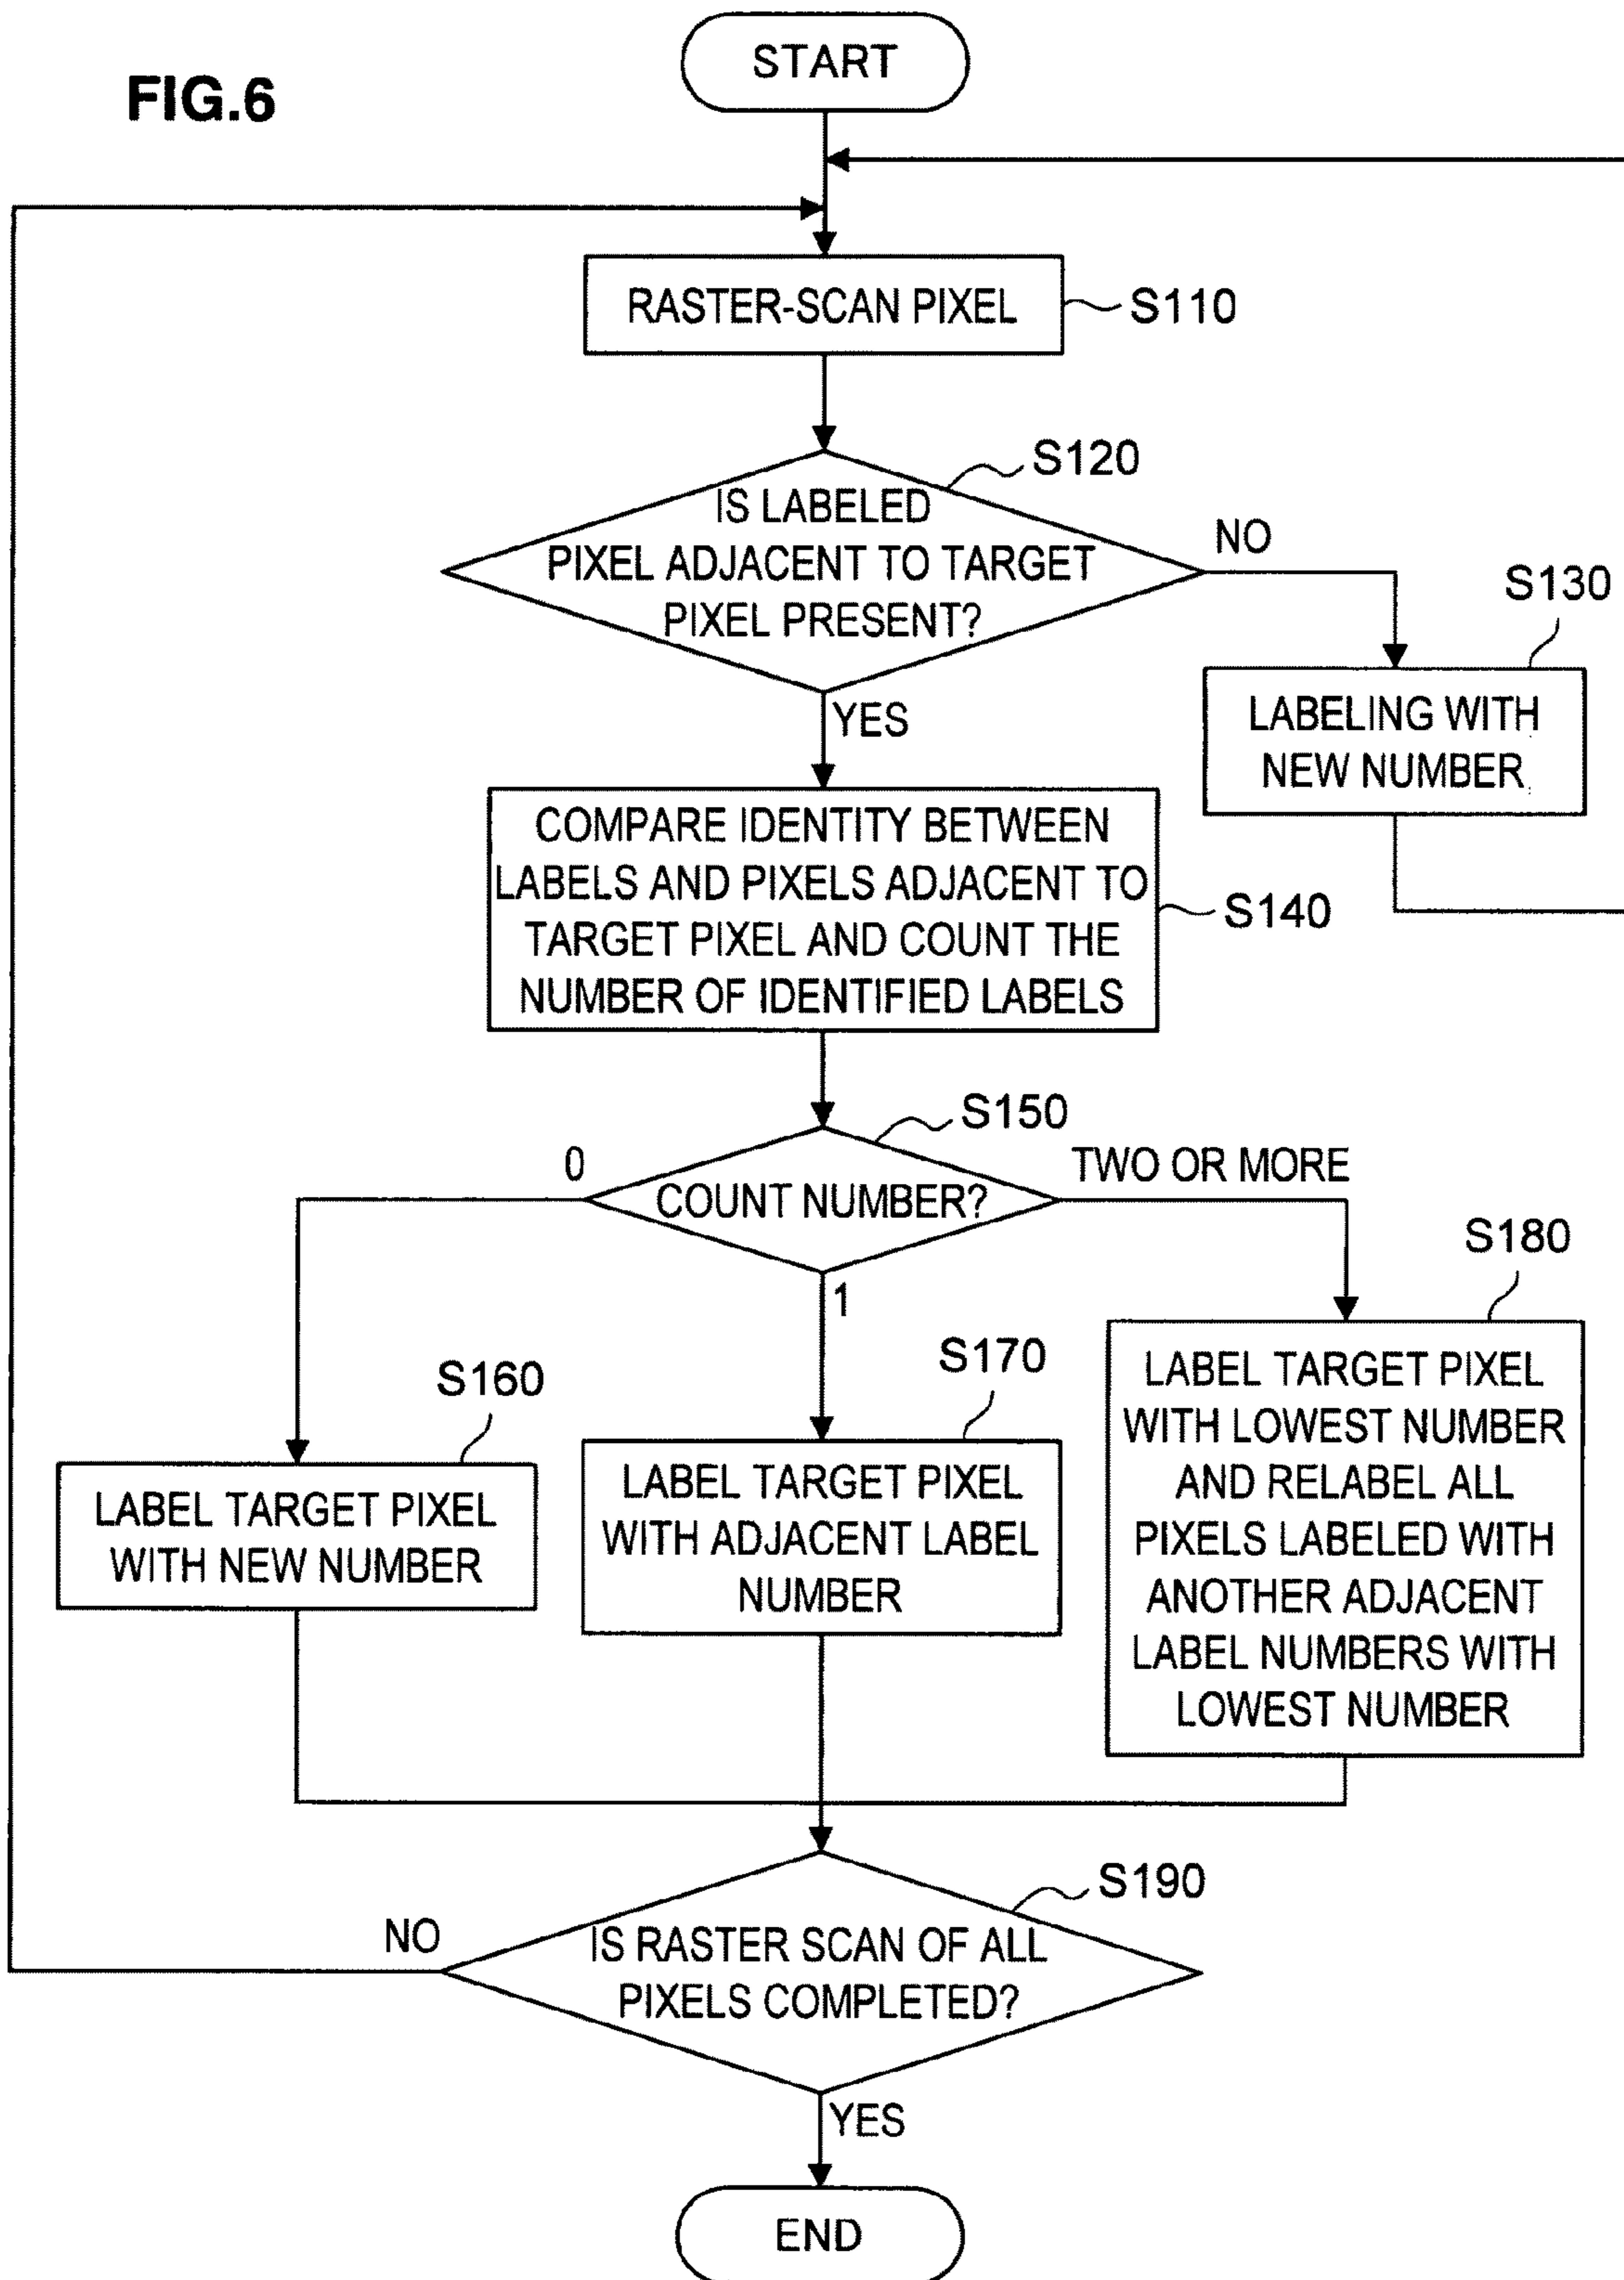 FIG.6
START
RASTER-SCAN PIXEL
S110
S120
IS LABELED
PIXEL ADJACENT TO TARGET
PIXEL PRESENT?
NO
S130
LABELING WITH
NEW NUMBER
YES
COMPARE IDENTITY BETWEEN
LABELS AND PIXELS ADJACENT TO
TARGET PIXEL AND COUNT THE
NUMBER OF IDENTIFIED LABELS
S140
S150
COUNT NUMBER?
0
1
TWO OR MORE
S160
LABEL TARGET PIXEL
WITH NEW NUMBER
S170
LABEL TARGET PIXEL
WITH ADJACENT LABEL
NUMBER
S180
LABEL TARGET PIXEL
WITH LOWEST NUMBER
AND RELABEL ALL
PIXELS LABELED WITH
ANOTHER ADJACENT
LABEL NUMBERS WITH
LOWEST NUMBER
S190
IS RASTER SCAN OF ALL
PIXELS COMPLETED?
NO
YES
END